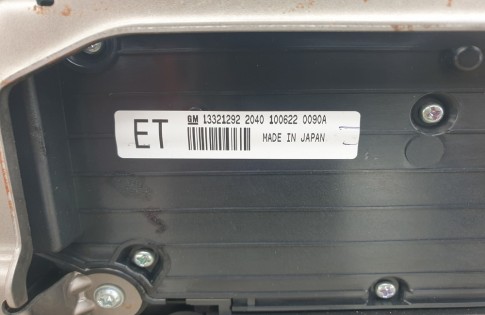 GM 13321292 2040 100622 0090A
ET
MADE IN JAPAN